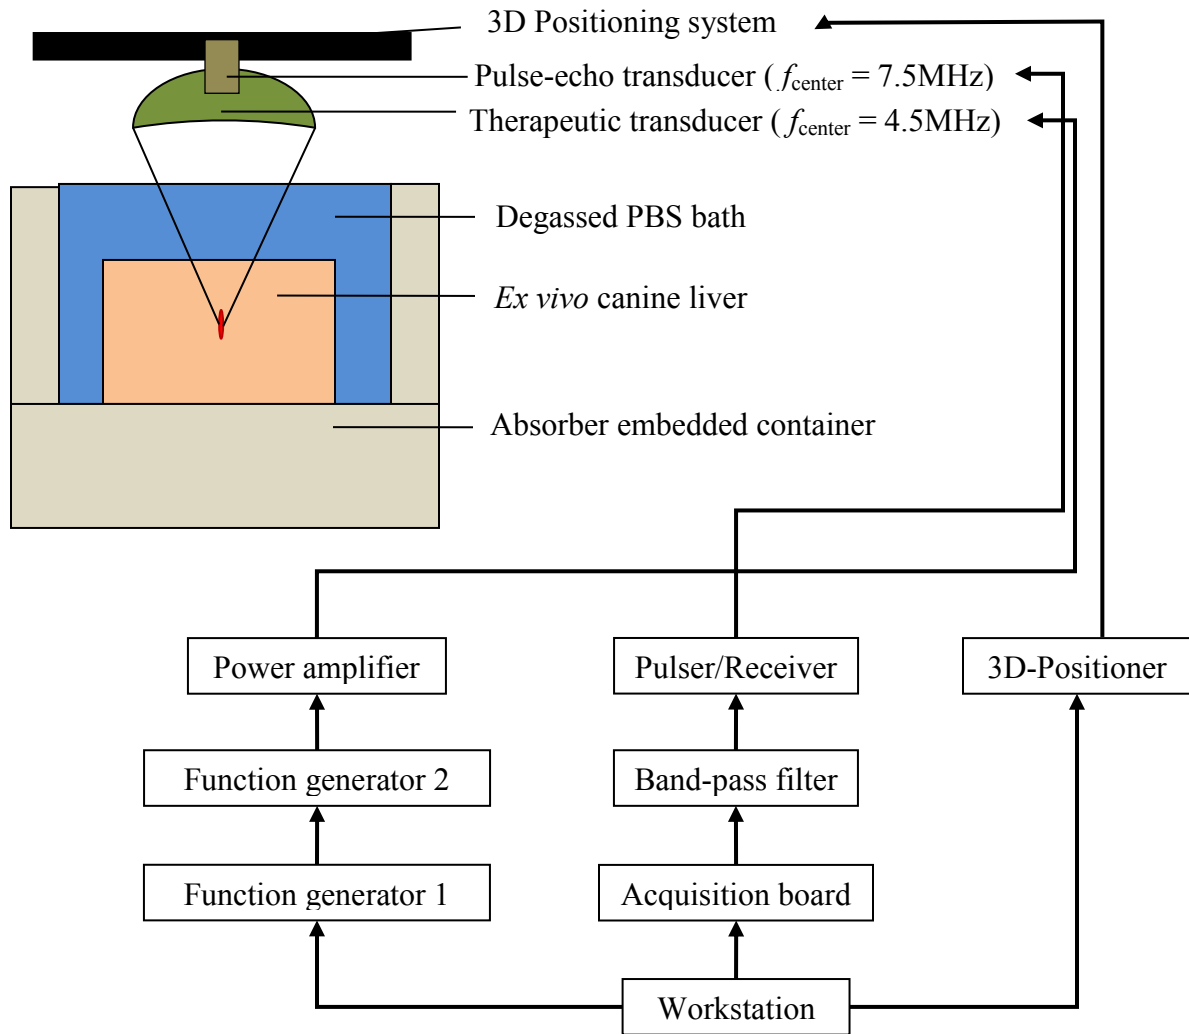 3D Positioning system
Pulse-echo transducer ( fcenter = 7.5MHz)
Therapeutic transducer ( fcenter = 4.5MHz)
Degassed PBS bath
Ex vivo canine liver
Absorber embedded container
Power amplifier
Pulser/Receiver
3D-Positioner
Function generator 2
Band-pass filter
Function generator 1
Acquisition board
Workstation